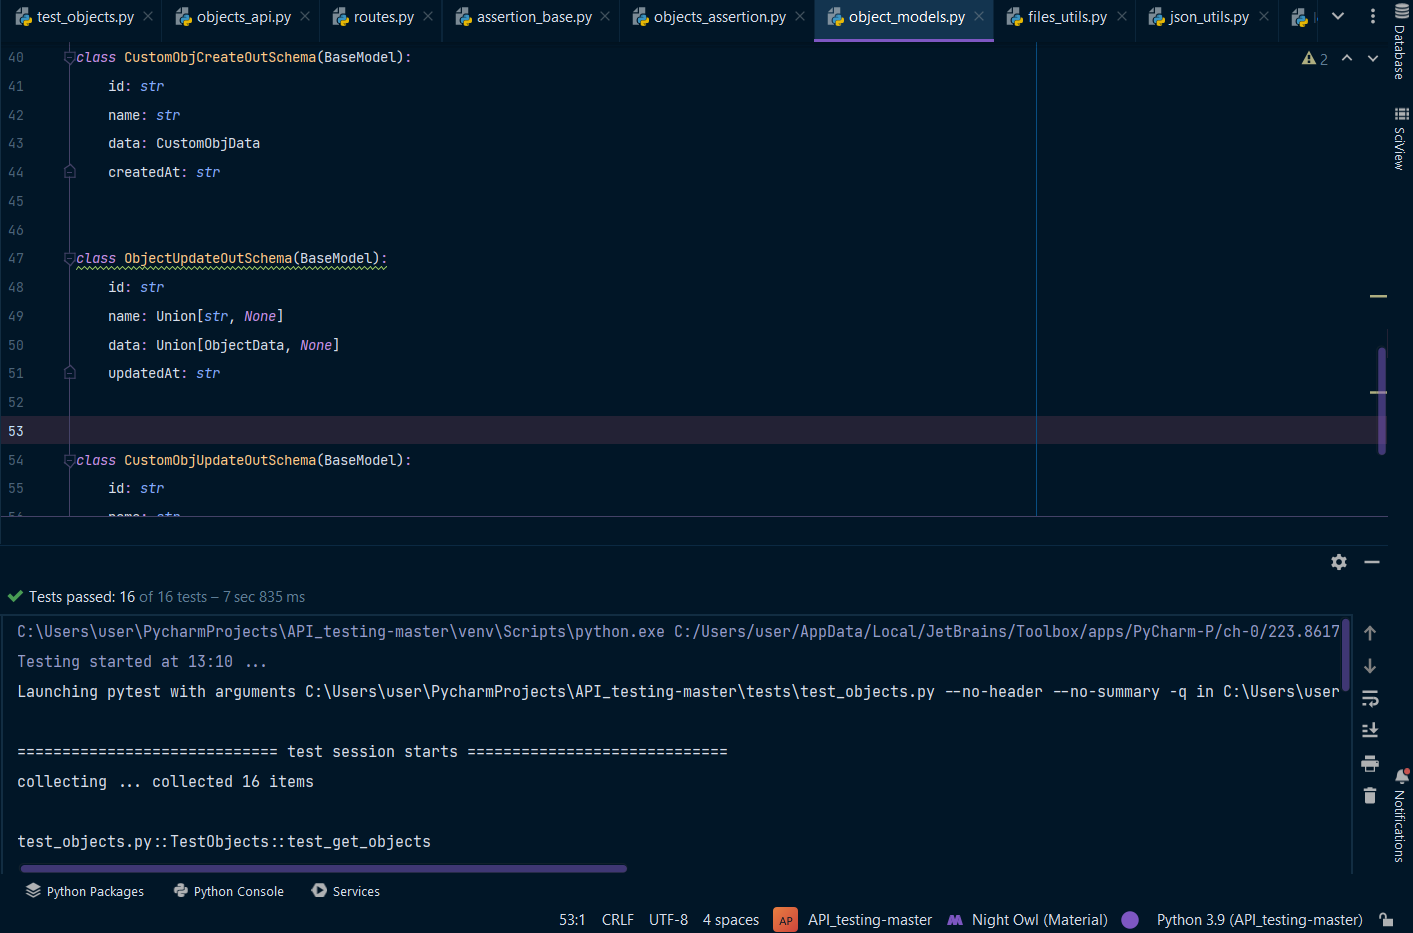 test_objects.py objects_api.py routes.py assertion_base.py objects_assertion.py object_models.py files_utils.py json_utils.py
Database
SciView
2
40 class CustomObjCreateOutSchema(BaseModel):
41 id: str
42 name: str
43 data: CustomObjData
44 createdAt: str
45
46
47 class ObjectUpdateOutSchema(BaseModel):
48 id: str
49 name: Union[str, None]
50 data: Union[ObjectData, None]
51 updatedAt: str
52
53
54 class CustomObjUpdateOutSchema(BaseModel):
55 id: str
Tests passed: 16 of 16 tests – 7 sec 835 ms
C:\Users\user\PycharmProjects\API_testing-master\venv\Scripts\python.exe C:/Users/user/AppData/Local/JetBrains/Toolbox/apps/PyCharm-P/ch-0/223.8617
Testing started at 13:10 ...
Launching pytest with arguments C:\Users\user\PycharmProjects\API_testing-master\tests\test_objects.py --no-header --no-summary -q in C:\Users\user
============================= test session starts =============================
collecting ... collected 16 items
test_objects.py::TestObjects::test_get_objects
Notifications
Python Packages Python Console Services
53:1 CRLF UTF-8 4 spaces AP API_testing-master Night Owl (Material) Python 3.9 (API_testing-master)